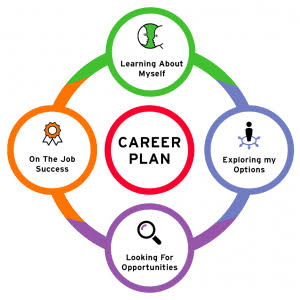 Learning About
Myself
On The Job
Success
CAREER
PLAN
Exploring my
Options
Looking For
Opportunities